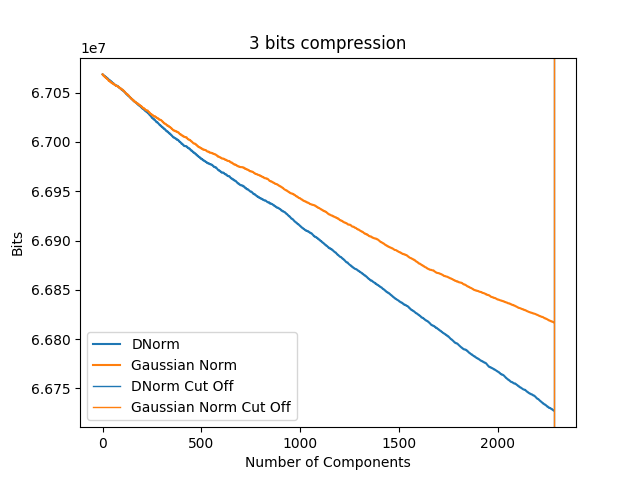 3 bits compression
1e7
6.705
6.700
6.695
6.690
6.685
6.680
6.675
Bits
DNorm
Gaussian Norm
DNorm Cut Off
Gaussian Norm Cut Off
0 500 1000 1500 2000
Number of Components